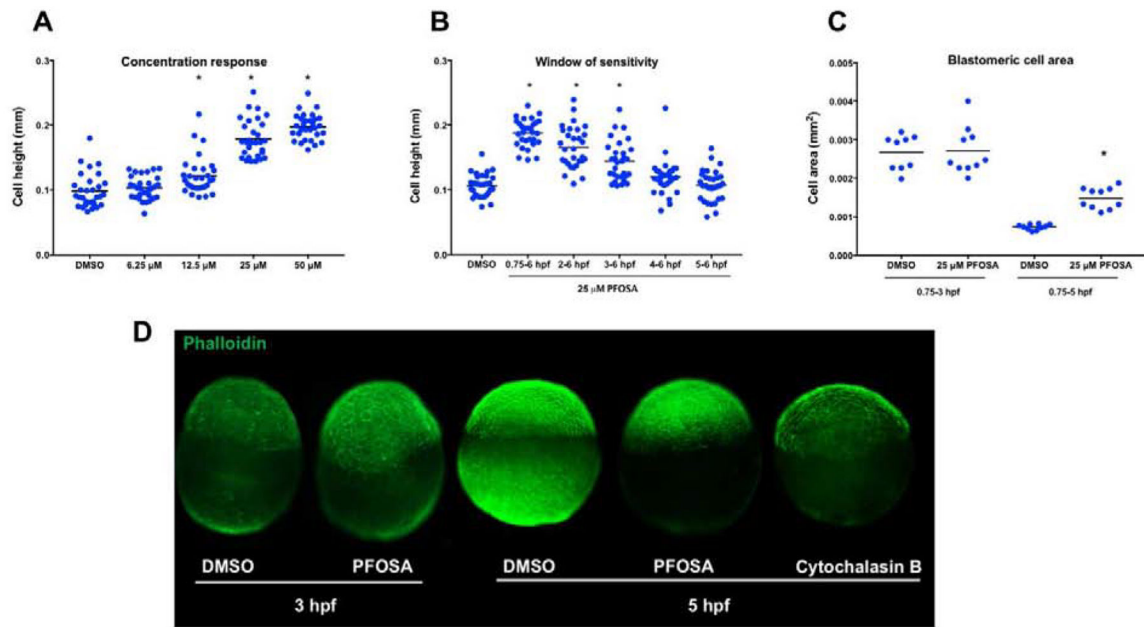 A
Concentration response
Cell height (mm)
0.3
0.2
0.1
0.0
* * *
DMSO 6.25 µM 12.5 µM 25 µM 50 µM
B
Window of sensitivity
Cell height (mm)
0.3
0.2
0.1
0.0
* * *
DMSO 0.75-6 hpf 2-6 hpf 3-6 hpf 4-6 hpf 5-6 hpf
25 µM PFOSA
C
Blastomeric cell area
Cell area (mm²)
0.005
0.004
0.003
0.002
0.001
0.000
*
DMSO 25 µM PFOSA DMSO 25 µM PFOSA
0.75-3 hpf 0.75-5 hpf
D
Phalloidin
DMSO PFOSA DMSO PFOSA Cytochalasin B
3 hpf 5 hpf